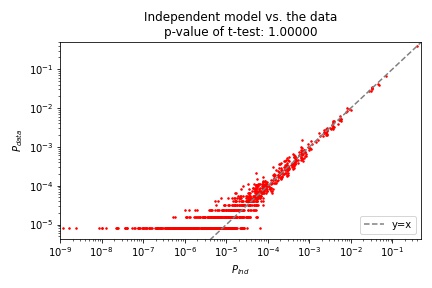 Independent model vs. the data
p-value of t-test: 1.00000
P_data
10^{-1}
10^{-2}
10^{-3}
10^{-4}
10^{-5}
y=x
10^{-9} 10^{-8} 10^{-7} 10^{-6} 10^{-5} 10^{-4} 10^{-3} 10^{-2} 10^{-1}
P_ind